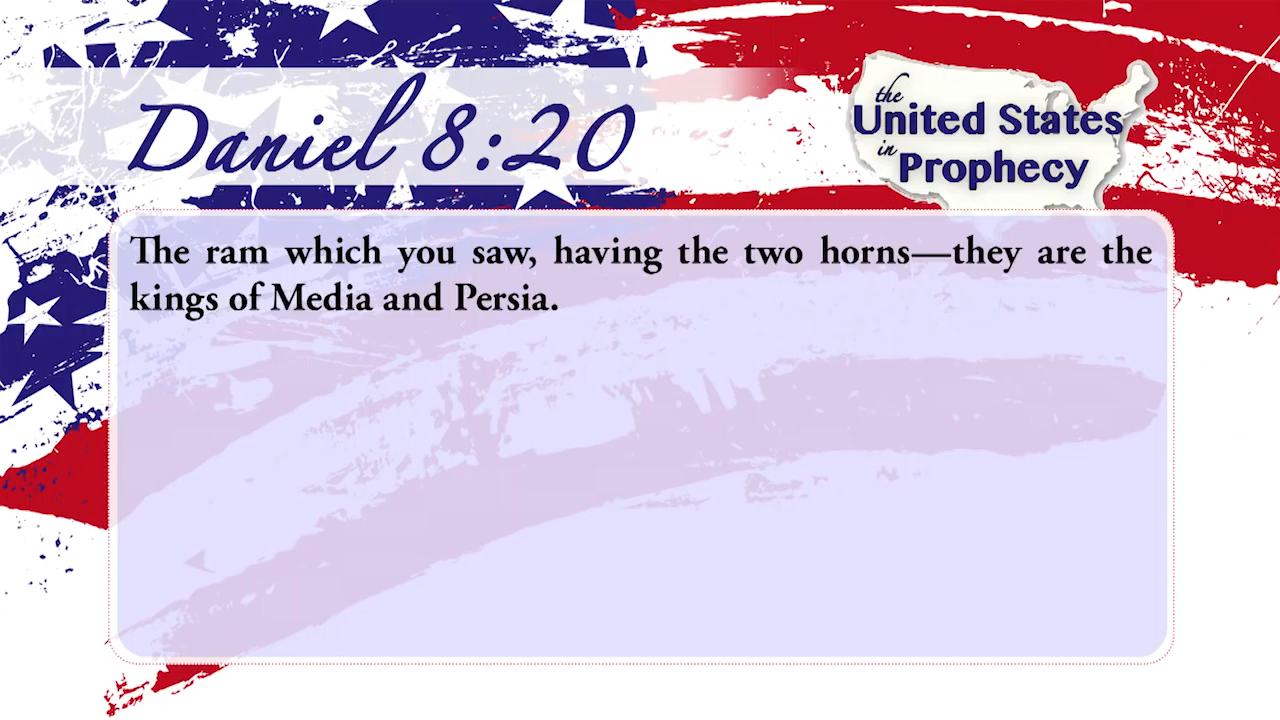 Daniel 8:20
the
United States
in Prophecy
The ram which you saw, having the two horns—they are the
kings of Media and Persia.